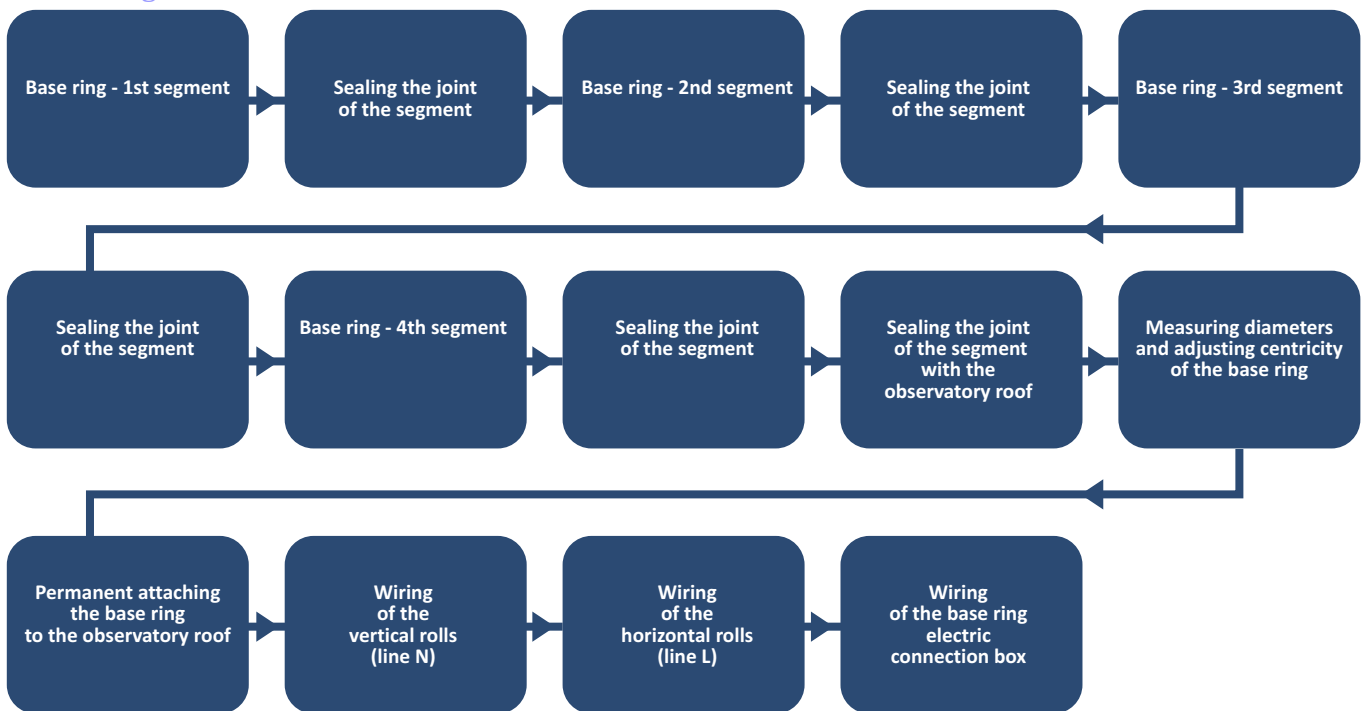 Base ring - 1st segment
Sealing the joint
of the segment
Base ring - 2nd segment
Sealing the joint
of the segment
Base ring - 3rd segment
Sealing the joint
of the segment
Base ring - 4th segment
Sealing the joint
of the segment
Sealing the joint
of the segment
with the
observatory roof
Measuring diameters
and adjusting centricity
of the base ring
Permanent attaching
the base ring
to the observatory roof
Wiring
of the
vertical rolls
(line N)
Wiring
of the
horizontal rolls
(line L)
Wiring
of the base ring
electric
connection box